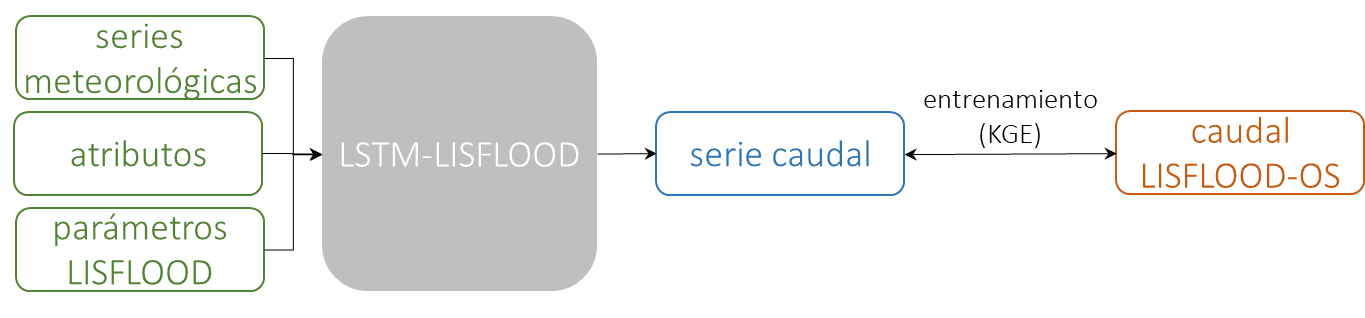 series
meteorológicas
atributos
parámetros
LISFLOOD
LSTM-LISFLOOD
serie caudal
entrenamiento
(KGE)
caudal
LISFLOOD-OS